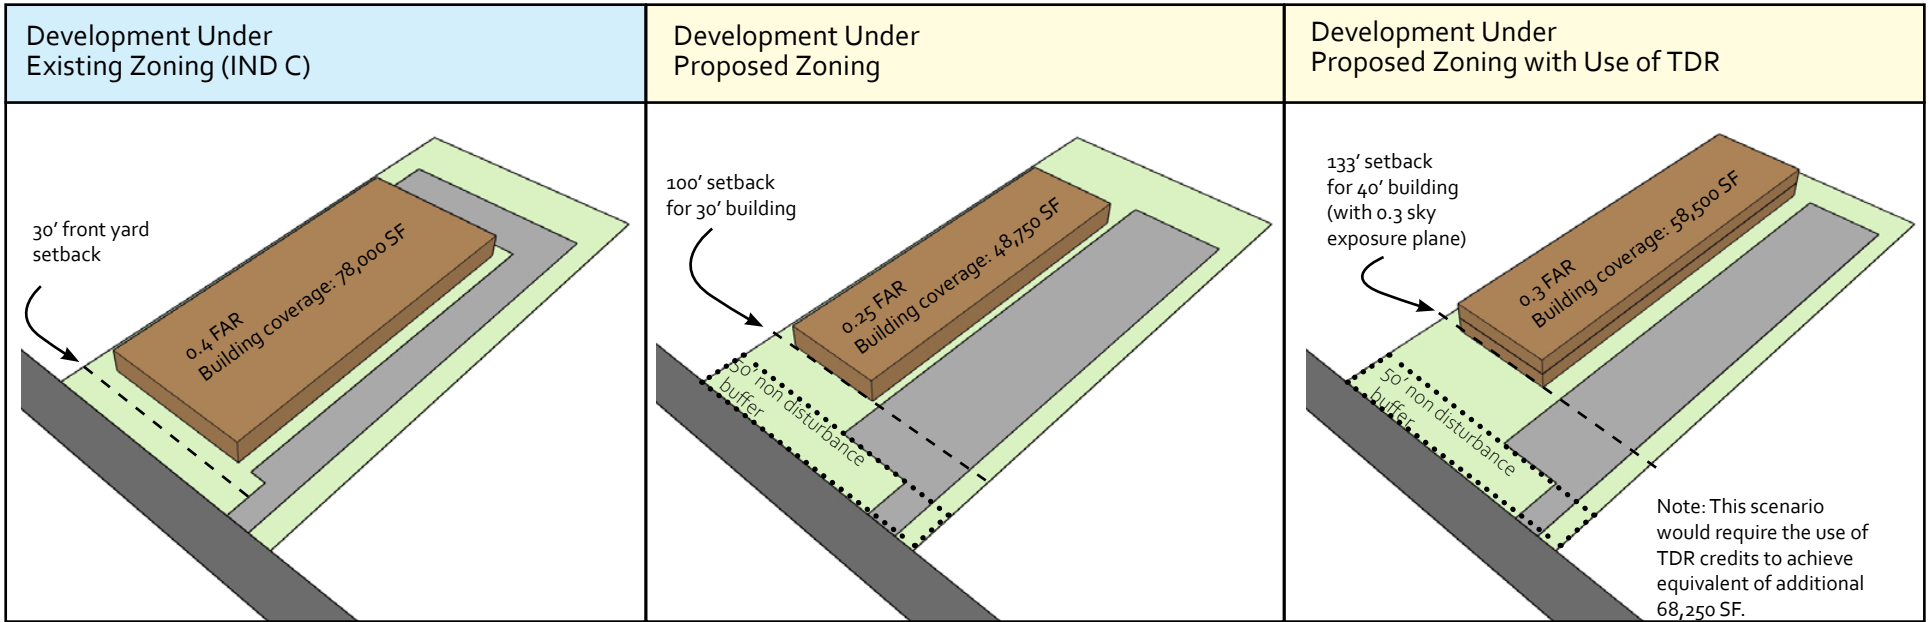 Development Under
Existing Zoning (IND C)
30’ front yard
setback
0.4 FAR
Building coverage: 78,000 SF
Development Under
Proposed Zoning
100’ setback
for 30’ building
0.25 FAR
Building coverage: 48,750 SF
50’ non disturbance
buffer
Development Under
Proposed Zoning with Use of TDR
133’ setback
for 40’ building
(with 0.3 sky
exposure plane)
0.3 FAR
Building coverage: 58,500 SF
50’ non disturbance
buffer
Note: This scenario
would require the use of
TDR credits to achieve
equivalent of additional
68,250 SF.